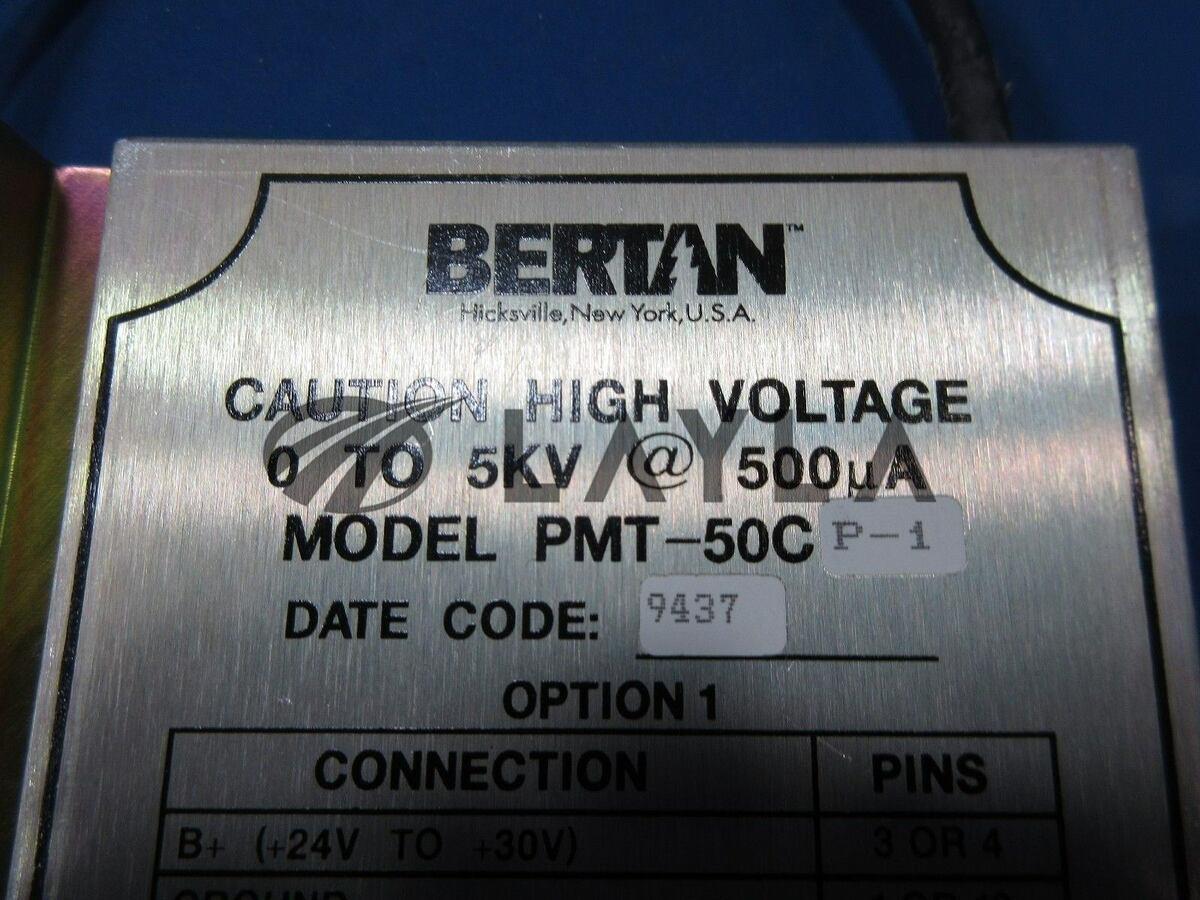 BERTAN™
Hicksville, New York, U.S.A.
CAUTION HIGH VOLTAGE
LAYLA
0 TO 5KV @ 500µA
MODEL PMT-50C P-1
DATE CODE: 9437
OPTION 1
CONNECTION PINS
B+ (+24V TO +30V) 3 OR 4
GROUND